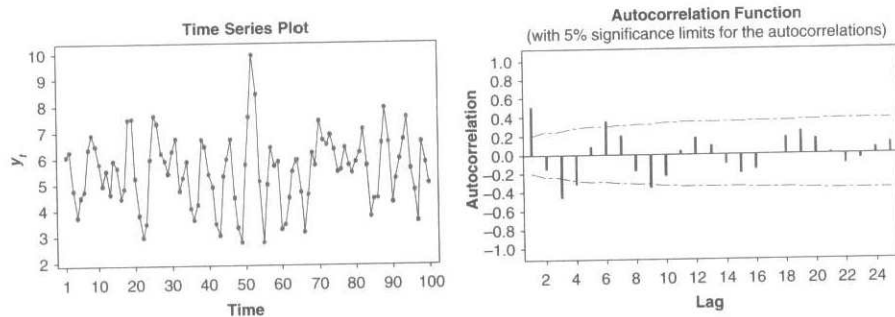 Time Series Plot
10
9
8
7
6
5
4
3
2
y_t
1 10 20 30 40 50 60 70 80 90 100
Time
Autocorrelation Function
(with 5% significance limits for the autocorrelations)
1.0
0.8
0.6
0.4
0.2
0.0
−0.2
−0.4
−0.6
−0.8
−1.0
Autocorrelation
2 4 6 8 10 12 14 16 18 20 22 24
Lag